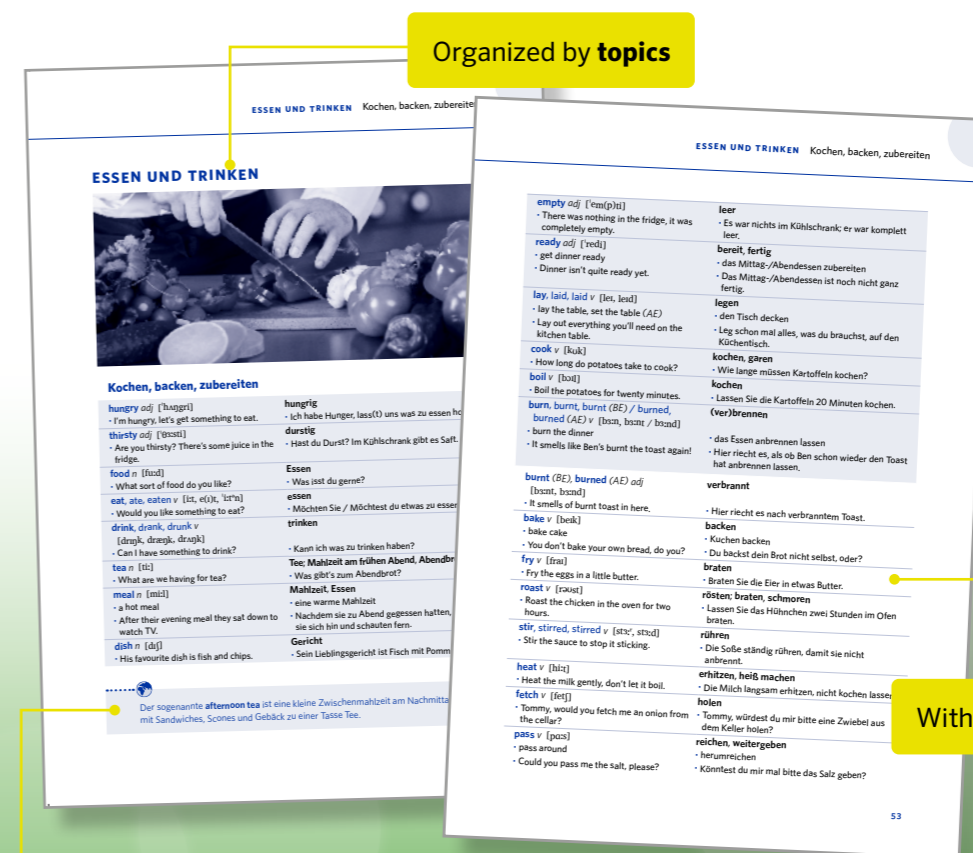 Organized by topics
ESSEN UND TRINKEN Kochen, backen, zubereiten
ESSEN UND TRINKEN
Kochen, backen, zubereiten
hungry adj [ˈhʌŋgri] hungrig
· I'm hungry, let's get something to eat. · Ich habe Hunger, lass(t) uns was zu essen
thirsty adj [ˈθɜːsti] durstig
· Are you thirsty? There's some juice in the · Hast du Durst? Im Kühlschrank gibt es Saft.
fridge.
food n [fuːd] Essen
· What sort of food do you like? · Was isst du gerne?
eat, ate, eaten v [iːt, e(ɪ)t, ˈiːtᵊn] essen
· Would you like something to eat? · Möchten Sie / Möchtest du etwas zu essen
drink, drank, drunk v trinken
[drɪŋk, dræŋk, drʌŋk]
· Can I have something to drink? · Kann ich was zu trinken haben?
tea n [tiː] Tee; Mahlzeit am frühen Abend,
· What are we having for tea? · Was gibt's zum Abendbrot?
meal n [miːl] Mahlzeit, Essen
· a hot meal · eine warme Mahlzeit
· After their evening meal they sat down to · Nachdem sie zu Abend gegessen hatten,
watch TV. sie sich hin und schauten fern.
dish n [dɪʃ] Gericht
· His favourite dish is fish and chips. · Sein Lieblingsgericht ist Fisch mit
Der sogenannte afternoon tea ist eine kleine Zwischenmahlzeit am
mit Sandwiches, Scones und Gebäck zu einer Tasse Tee.
ESSEN UND TRINKEN Kochen, backen, zubereiten
empty adj [ˈem(p)ti] leer
· There was nothing in the fridge, it was · Es war nichts im Kühlschrank; er war komplett
completely empty. leer.
ready adj [ˈredi] bereit, fertig
· get dinner ready · das Mittag-/Abendessen zubereiten
· Dinner isn't quite ready yet. · Das Mittag-/Abendessen ist noch nicht ganz
fertig.
lay, laid, laid v [leɪ, leɪd] legen
· lay the table, set the table (AE) · den Tisch decken
· Lay out everything you'll need on the · Leg schon mal alles, was du brauchst, auf den
kitchen table. Küchentisch.
cook v [kʊk] kochen, garen
· How long do potatoes take to cook? · Wie lange müssen Kartoffeln kochen?
boil v [bɔɪl] kochen
· Boil the potatoes for twenty minutes. · Lassen Sie die Kartoffeln 20 Minuten kochen.
burn, burnt, burnt (BE) / burned, (ver)brennen
burned (AE) v [bɜːn, bɜːnt / bɜːnd]
· burn the dinner · das Essen anbrennen lassen
· It smells like Ben's burnt the toast again! · Hier riecht es, als ob Ben schon wieder den Toast
hat anbrennen lassen.
burnt (BE), burned (AE) adj verbrannt
[bɜːnt, bɜːnd]
· It smells of burnt toast in here. · Hier riecht es nach verbranntem Toast.
bake v [beɪk] backen
· bake cake · Kuchen backen
· You don't bake your own bread, do you? · Du backst dein Brot nicht selbst, oder?
fry v [fraɪ] braten
· Fry the eggs in a little butter. · Braten Sie die Eier in etwas Butter.
roast v [rəʊst] rösten; braten, schmoren
· Roast the chicken in the oven for two · Lassen Sie das Hühnchen zwei Stunden im Ofen
hours. braten.
stir, stirred, stirred v [stɜːʳ, stɜːd] rühren
· Stir the sauce to stop it sticking. · Die Soße ständig rühren, damit sie nicht
anbrennt.
heat v [hiːt] erhitzen, heiß machen
· Heat the milk gently, don't let it boil. · Die Milch langsam erhitzen, nicht kochen
fetch v [fetʃ] holen
· Tommy, would you fetch me an onion from · Tommy, würdest du mir bitte eine Zwiebel aus
the cellar? dem Keller holen?
pass v [pɑːs] reichen, weitergeben
· pass around · herumreichen
· Could you pass me the salt, please? · Könntest du mir mal bitte das Salz geben?
With
53